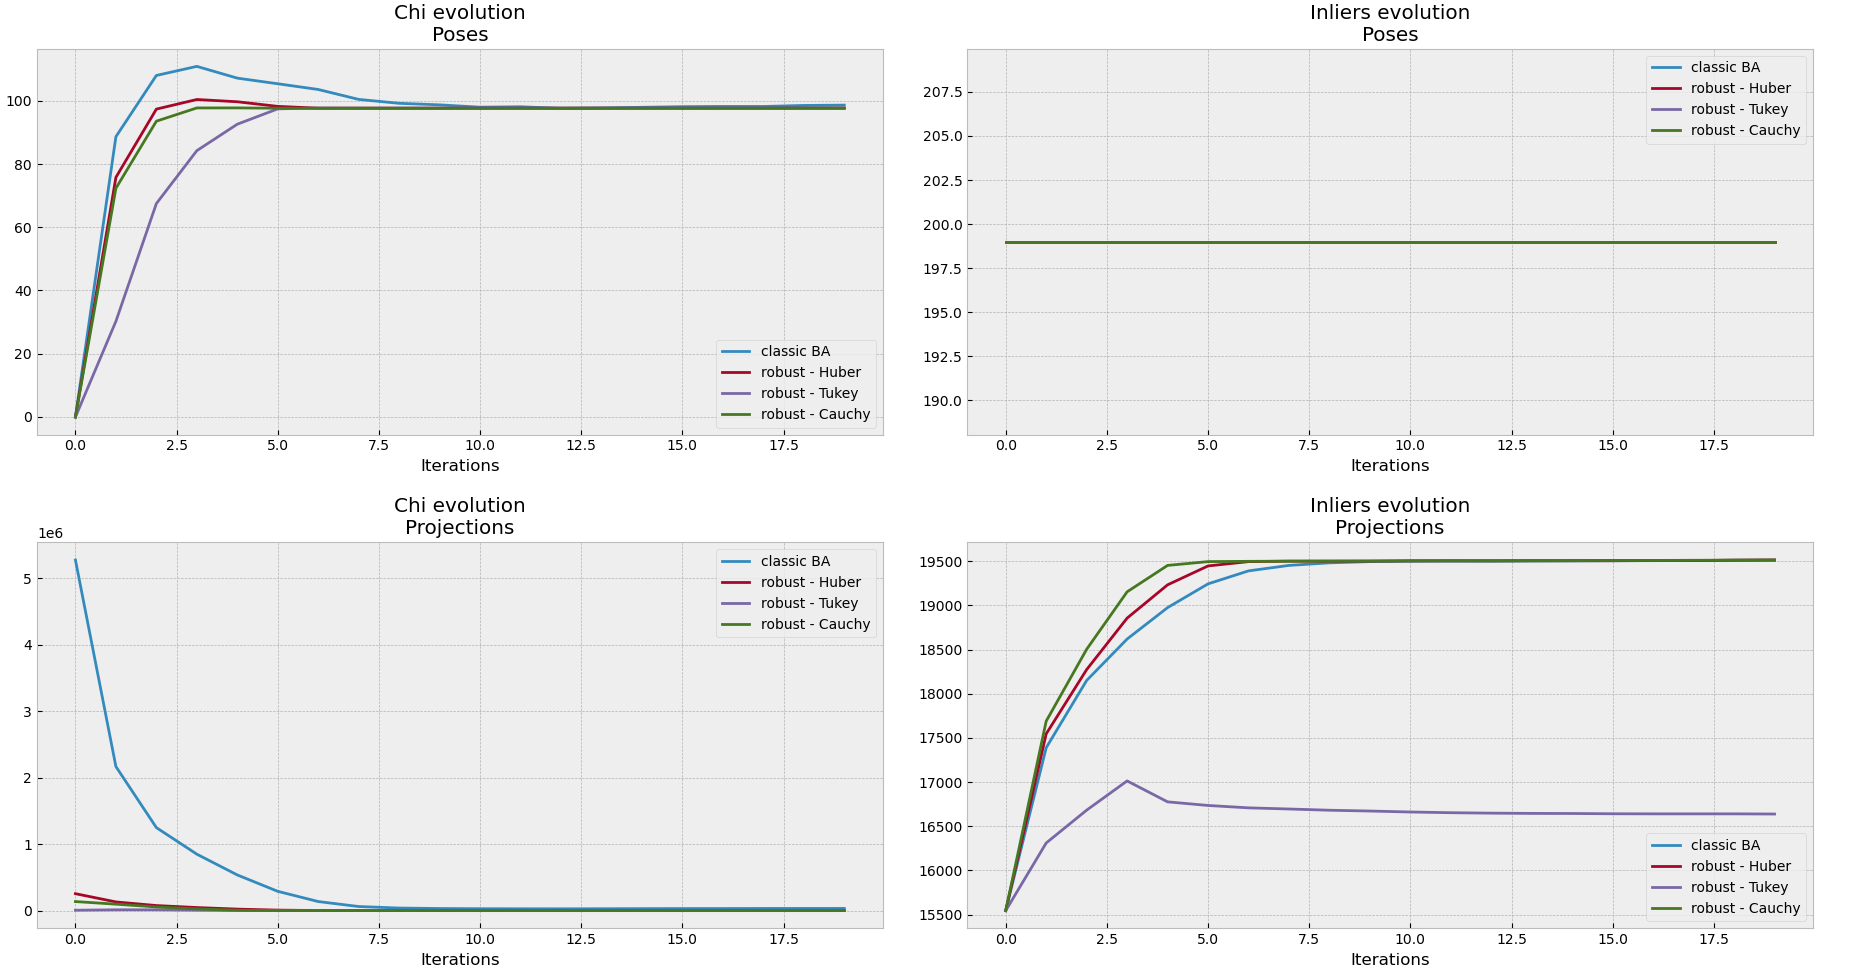 Chi evolution
Poses
100
80
60
40
20
0
0.0 2.5 5.0 7.5 10.0 12.5 15.0 17.5
Iterations
classic BA
robust - Huber
robust - Tukey
robust - Cauchy
Inliers evolution
Poses
207.5
205.0
202.5
200.0
197.5
195.0
192.5
190.0
0.0 2.5 5.0 7.5 10.0 12.5 15.0 17.5
Iterations
classic BA
robust - Huber
robust - Tukey
robust - Cauchy
Chi evolution
Projections
1e6
5
4
3
2
1
0
0.0 2.5 5.0 7.5 10.0 12.5 15.0 17.5
Iterations
classic BA
robust - Huber
robust - Tukey
robust - Cauchy
Inliers evolution
Projections
19500
19000
18500
18000
17500
17000
16500
16000
15500
0.0 2.5 5.0 7.5 10.0 12.5 15.0 17.5
Iterations
classic BA
robust - Huber
robust - Tukey
robust - Cauchy